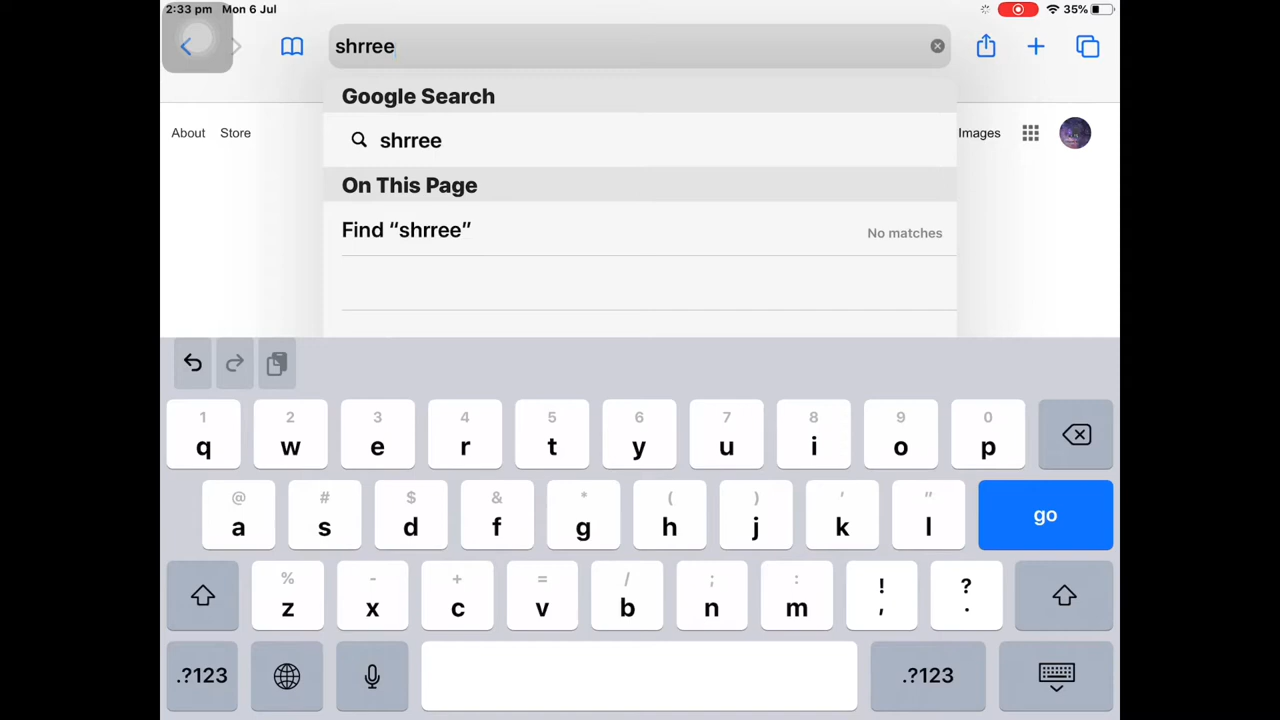 2:33 pm Mon 6 Jul 35%
shrree
Google Search
shrree
On This Page
Find “shrree” No matches
About Store Images
1 2 3 4 5 6 7 8 9 0
q w e r t y u i o p
@ # $ & * ( ) ' "
a s d f g h j k l go
% - + = / ; : ! ?
z x c v b n m , .
.?123 .?123